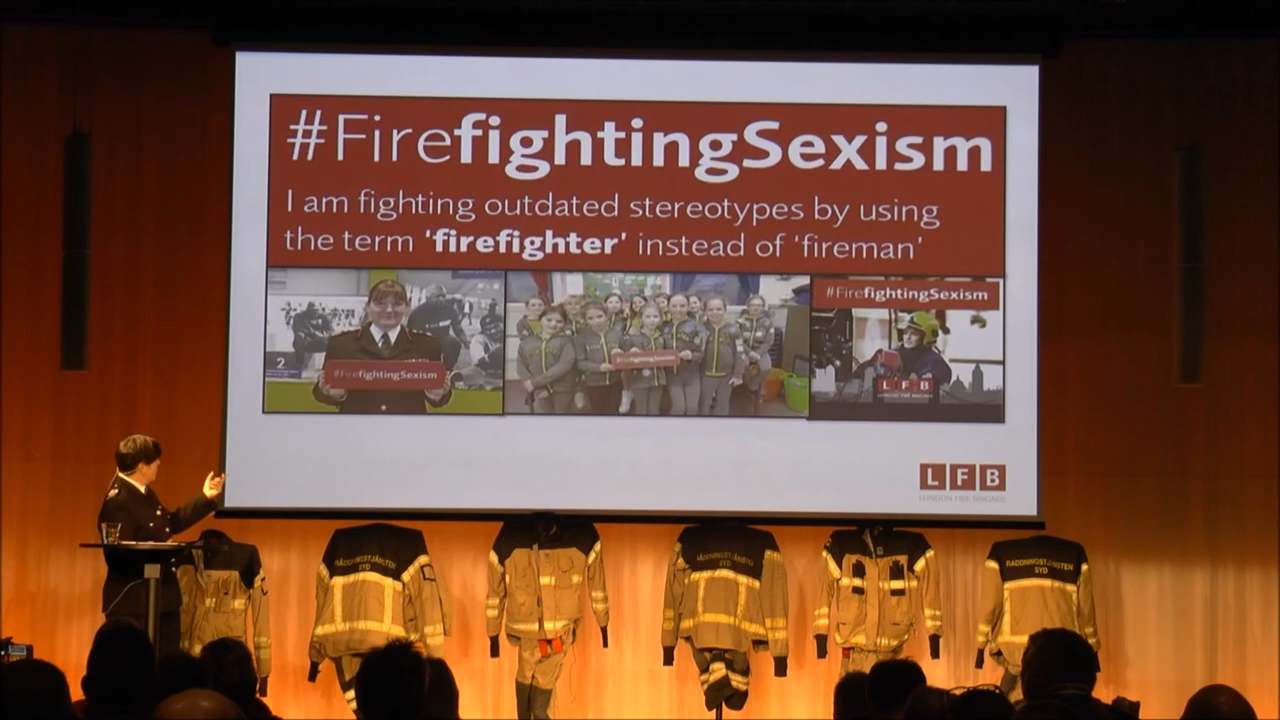 #FirefightingSexism
I am fighting outdated stereotypes by using
the term 'firefighter' instead of 'fireman'
#FirefightingSexism
2
#FirefightingSexism
#FirefightingSexism
LFB
LFB
LONDON FIRE BRIGADE
RÄDDNINGSTJÄNSTEN
SYD
RÄDDNINGSTJÄNSTEN
SYD
RÄDDNINGSTJÄNSTEN
SYD